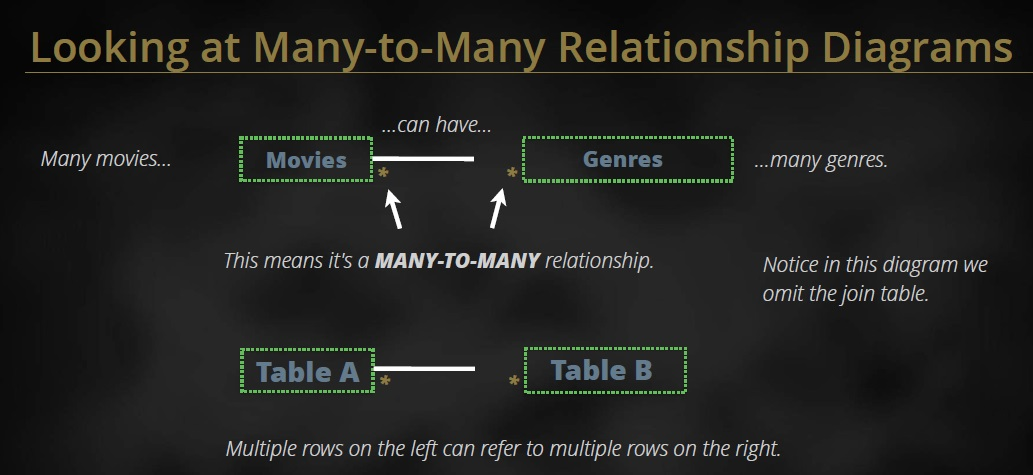 Looking at Many-to-Many Relationship Diagrams
...can have...
Many movies...
Movies
*
*
Genres
...many genres.
This means it's a MANY-TO-MANY relationship.
Notice in this diagram we
omit the join table.
Table A
*
*
Table B
Multiple rows on the left can refer to multiple rows on the right.